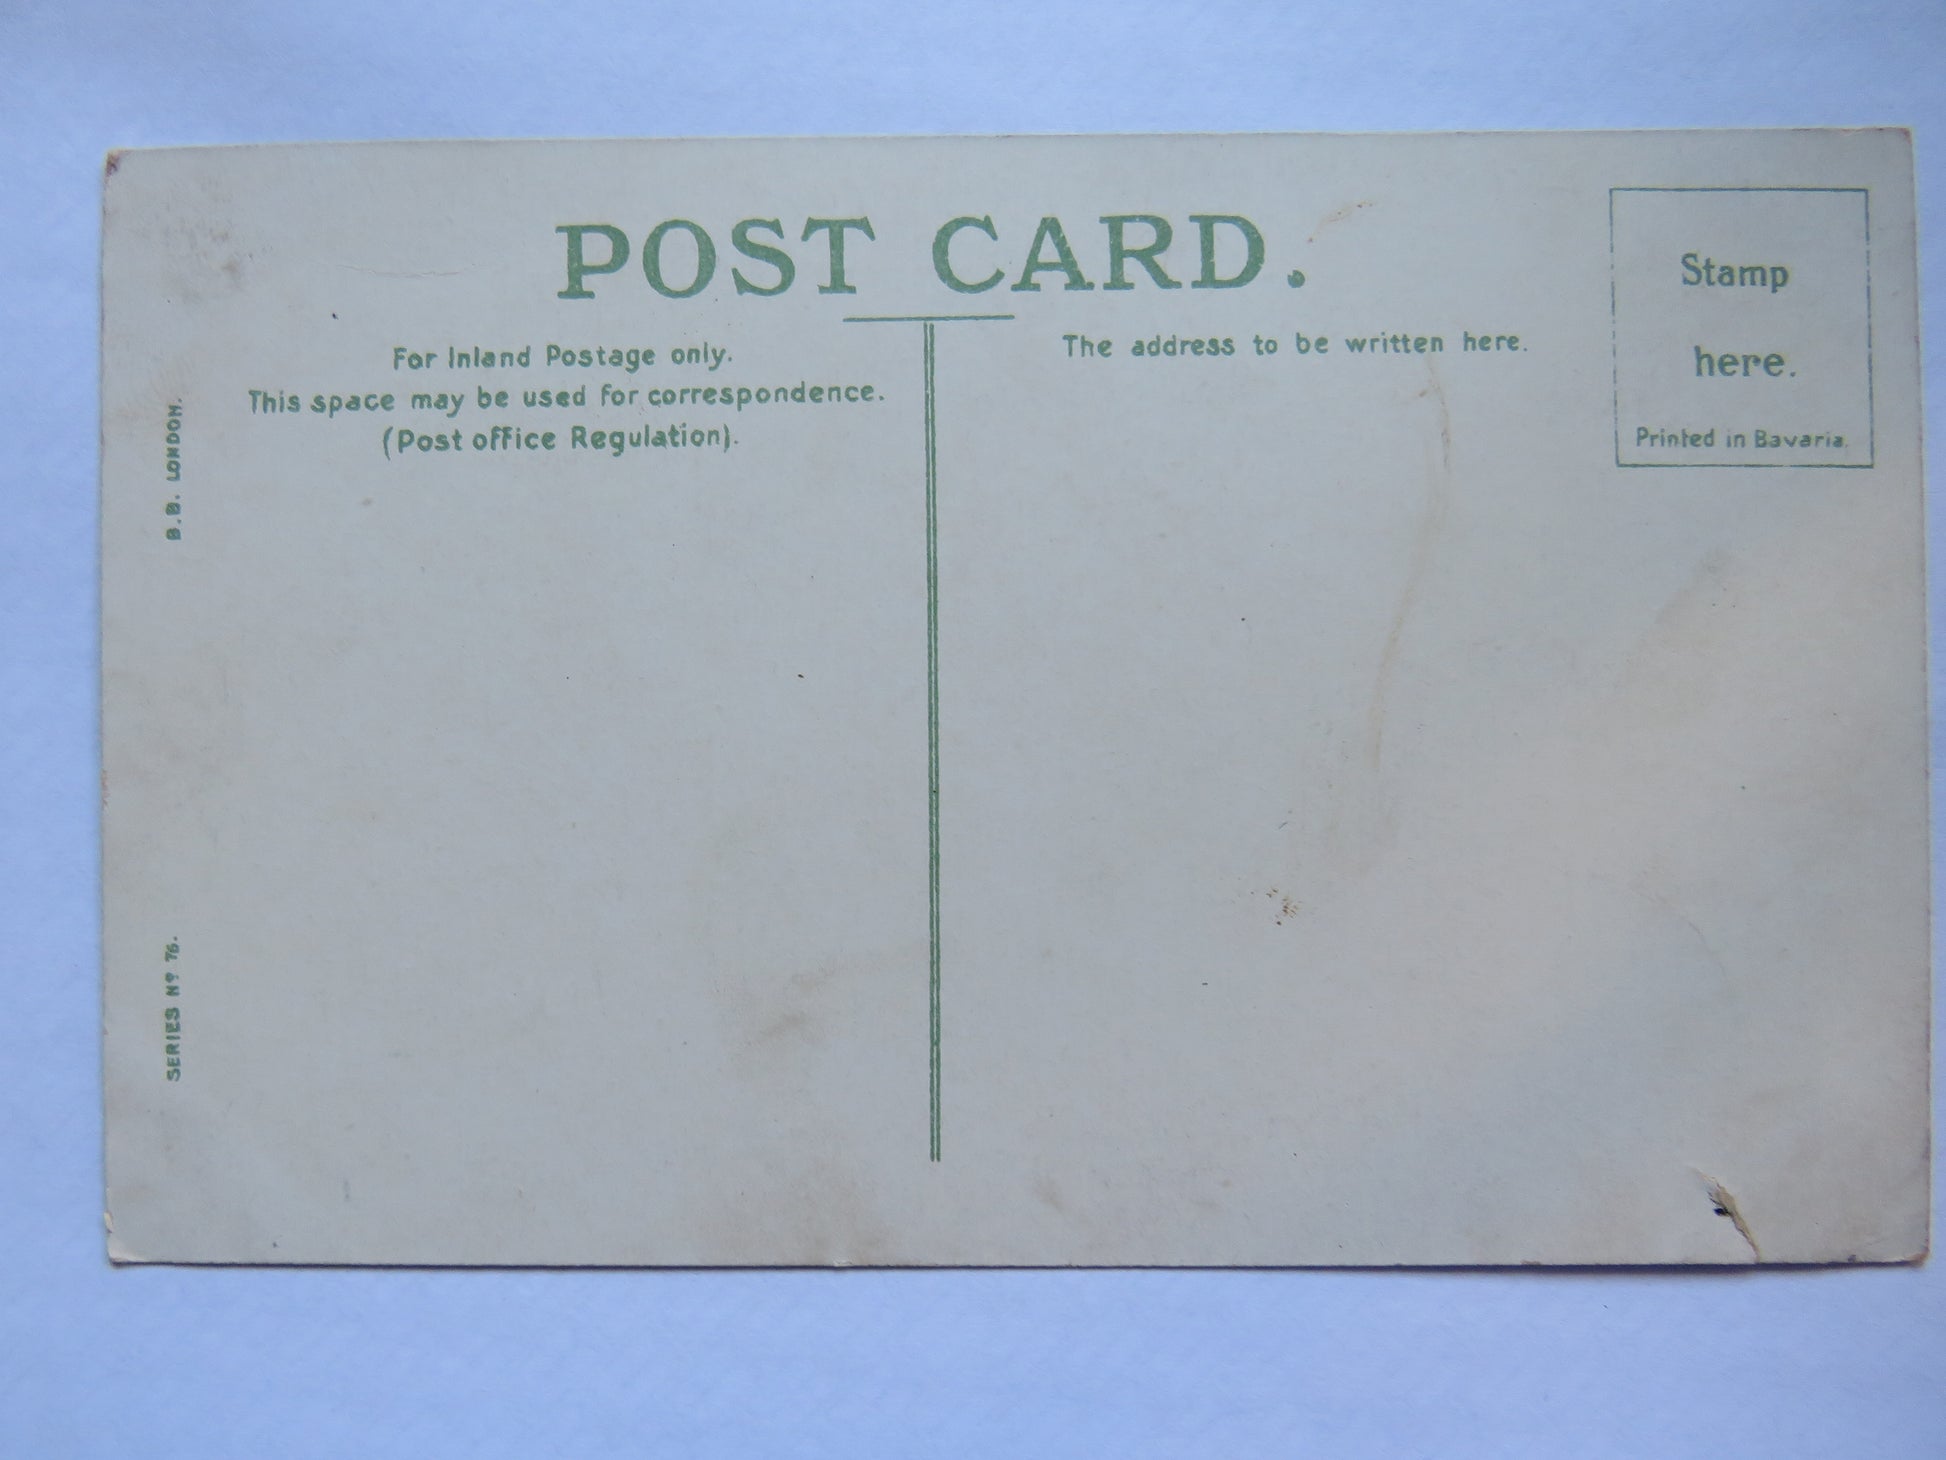 POST CARD.
For Inland Postage only.
This space may be used for correspondence.
(Post office Regulation).
The address to be written here.
Stamp
here.
Printed in Bavaria.
B.B. LONDON.
SERIES Nº 76.